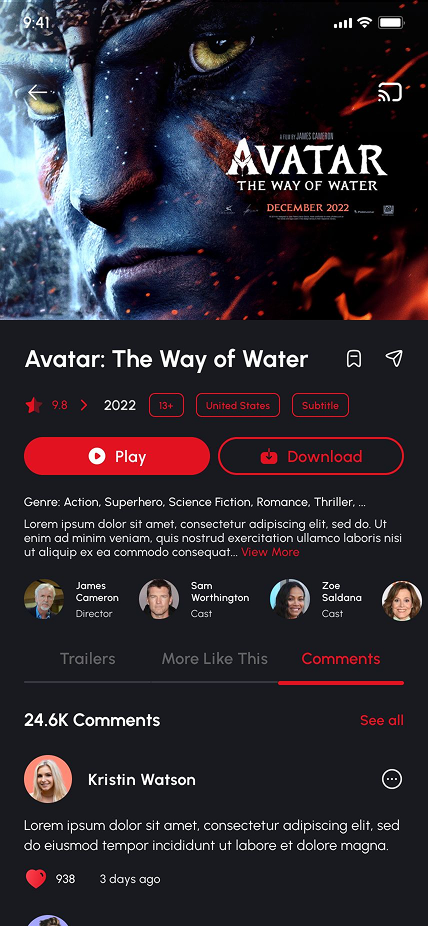 9:41
A FILM BY JAMES CAMERON
AVATAR
THE WAY OF WATER
DECEMBER 2022
Avatar: The Way of Water
9.8
2022
13+
United States
Subtitle
Play
Download
Genre: Action, Superhero, Science Fiction, Romance, Thriller, ...
Lorem ipsum dolor sit amet, consectetur adipiscing elit, sed do. Ut
enim ad minim veniam, quis nostrud exercitation ullamco laboris nisi
ut aliquip ex ea commodo consequat... View More
James
Cameron
Director
Sam
Worthington
Cast
Zoe
Saldana
Cast
Trailers
More Like This
Comments
24.6K Comments
See all
Kristin Watson
Lorem ipsum dolor sit amet, consectetur adipiscing elit, sed
do eiusmod tempor incididunt ut labore et dolore magna.
938
3 days ago